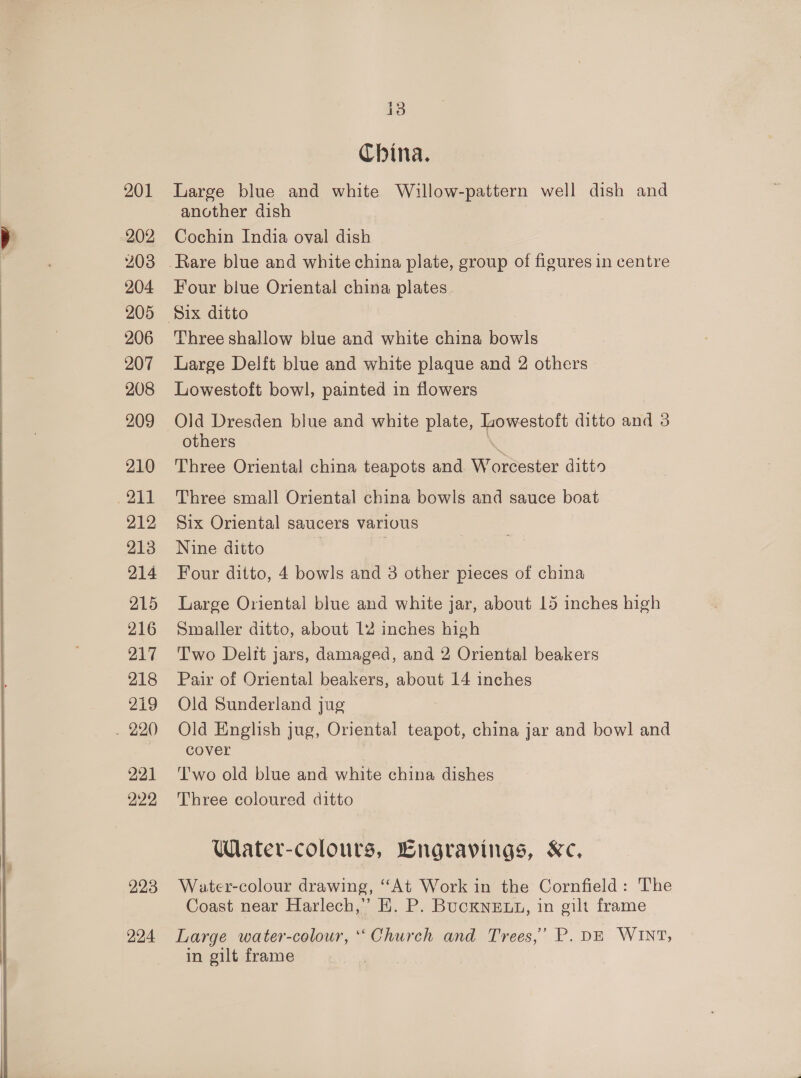 13
China.
201 Large blue and white Willow-pattern well dish and
another dish
202 Cochin India oval dish
203 Rare blue and white china plate, group of figures in centre
204 Four blue Oriental china plates
205 Six ditto
206 Three shallow blue and white china bowls
207 Large Delft blue and white plaque and 2 others
208 Lowestoft bowl, painted in flowers
209 Old Dresden blue and white plate, Lowestoft ditto and 3
others
210 Three Oriental china teapots and Worcester ditto
211 Three small Oriental china bowls and sauce boat
212 Six Oriental saucers various
213 Nine ditto
214 Four ditto, 4 bowls and 3 other pieces of china
215 Large Oriental blue and white jar, about 15 inches high
216 Smaller ditto, about 12 inches high
217 Two Delft jars, damaged, and 2 Oriental beakers
218 Pair of Oriental beakers, about 14 inches
219 Old Sunderland jug
220 Old English jug, Oriental teapot, china jar and bowl and
cover
221 Two old blue and white china dishes
222 Three coloured ditto
Water-colours, Engravings, &c.
223 Water-colour drawing, “At Work in the Cornfield: The
Coast near Harlech,” E. P. BUCKNELL, in gilt frame
224 Large water-colour, “Church and Trees,” P. DE WINT,
in gilt frame